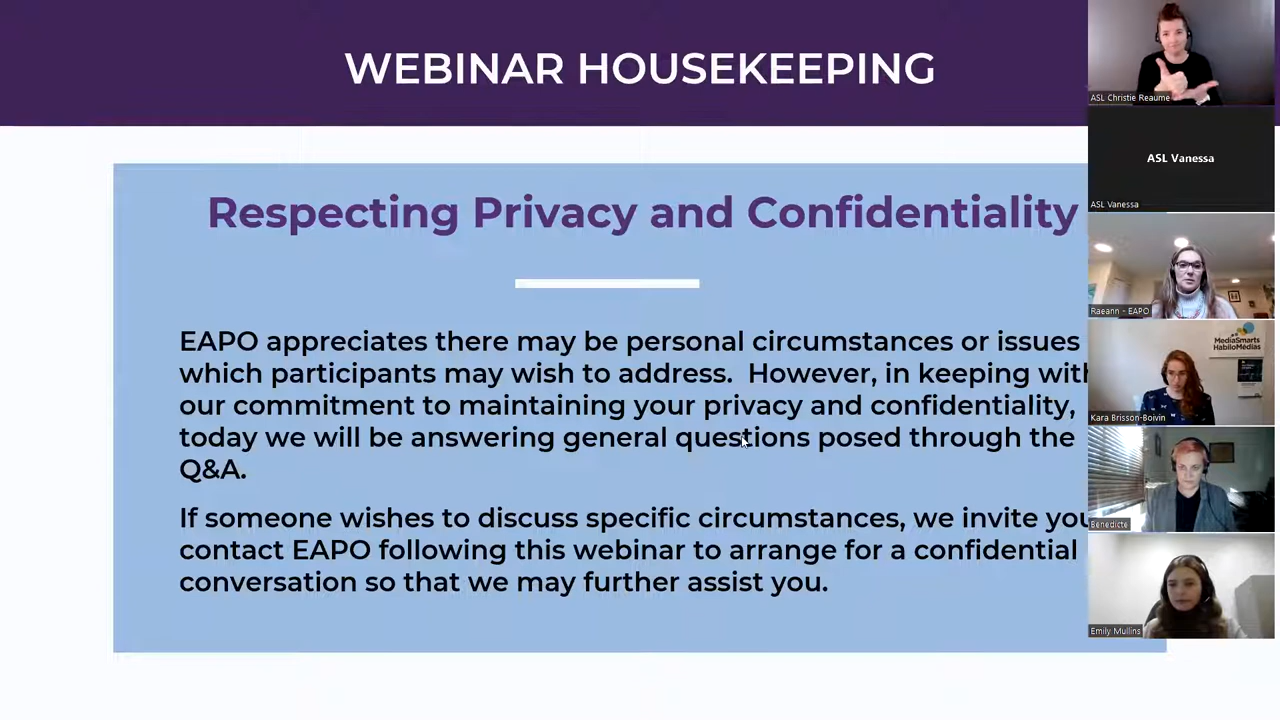 WEBINAR HOUSEKEEPING
Respecting Privacy and Confidentiality
EAPO appreciates there may be personal circumstances or issues
which participants may wish to address. However, in keeping with
our commitment to maintaining your privacy and confidentiality,
today we will be answering general questions posed through the
Q&A.
If someone wishes to discuss specific circumstances, we invite you
contact EAPO following this webinar to arrange for a confidential
conversation so that we may further assist you.
ASL Christie Reaume
ASL Vanessa
ASL Vanessa
Raeann - EAPO
MediaSmarts
HabiloMédias
Kara Brisson-Boivin
Benedicte
Emily Mullins